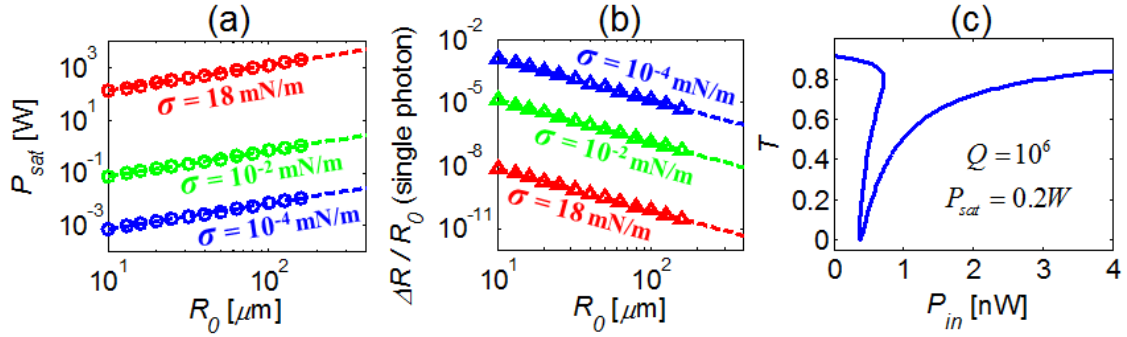 (a)
P_sat [W]
10^3
10^1
10^-1
10^-3
σ = 18 mN/m
σ = 10^-2 mN/m
σ = 10^-4 mN/m
10^1
10^2
R_0 [μm]
(b)
ΔR / R_0 (single photon)
10^-2
10^-5
10^-8
10^-11
σ = 10^-4 mN/m
σ = 10^-2 mN/m
σ = 18 mN/m
10^1
10^2
R_0 [μm]
(c)
T
0.8
0.6
0.4
0.2
0
Q = 10^6
P_sat = 0.2W
0 1 2 3 4
P_in [nW]